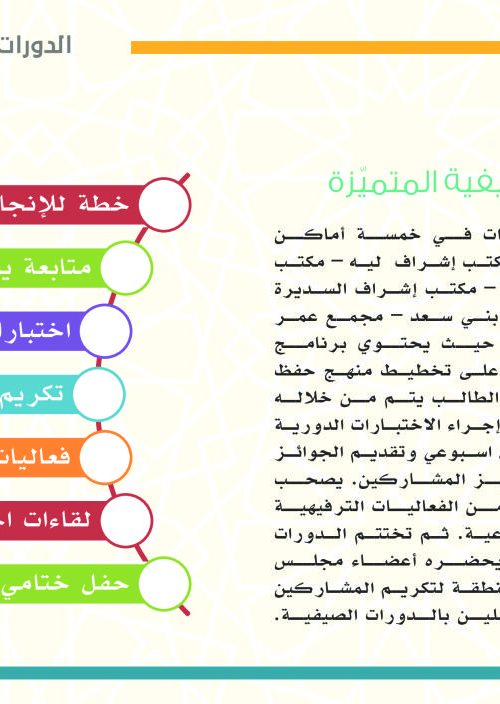 الدورات
يفية المتميّزة
ات في خمسة أماكن
كتب إشراف ليه – مكتب
– مكتب إشراف السديرة
بني سعد – مجمع عمر
حيث يحتوي برنامج
على تخطيط منهج حفظ
الطالب يتم من خلاله
إجراء الاختبارات الدورية
اسبوعي وتقديم الجوائز
ز المشاركين. يصحب
من الفعاليات الترفيهية
عية. ثم تختتم الدورات
يحضره أعضاء مجلس
نطقة لتكريم المشاركين
لين بالدورات الصيفية.
خطة للإنجا
متابعة ي
اختبارا
تكريم
فعاليات
لقاءات ا
حفل ختامي